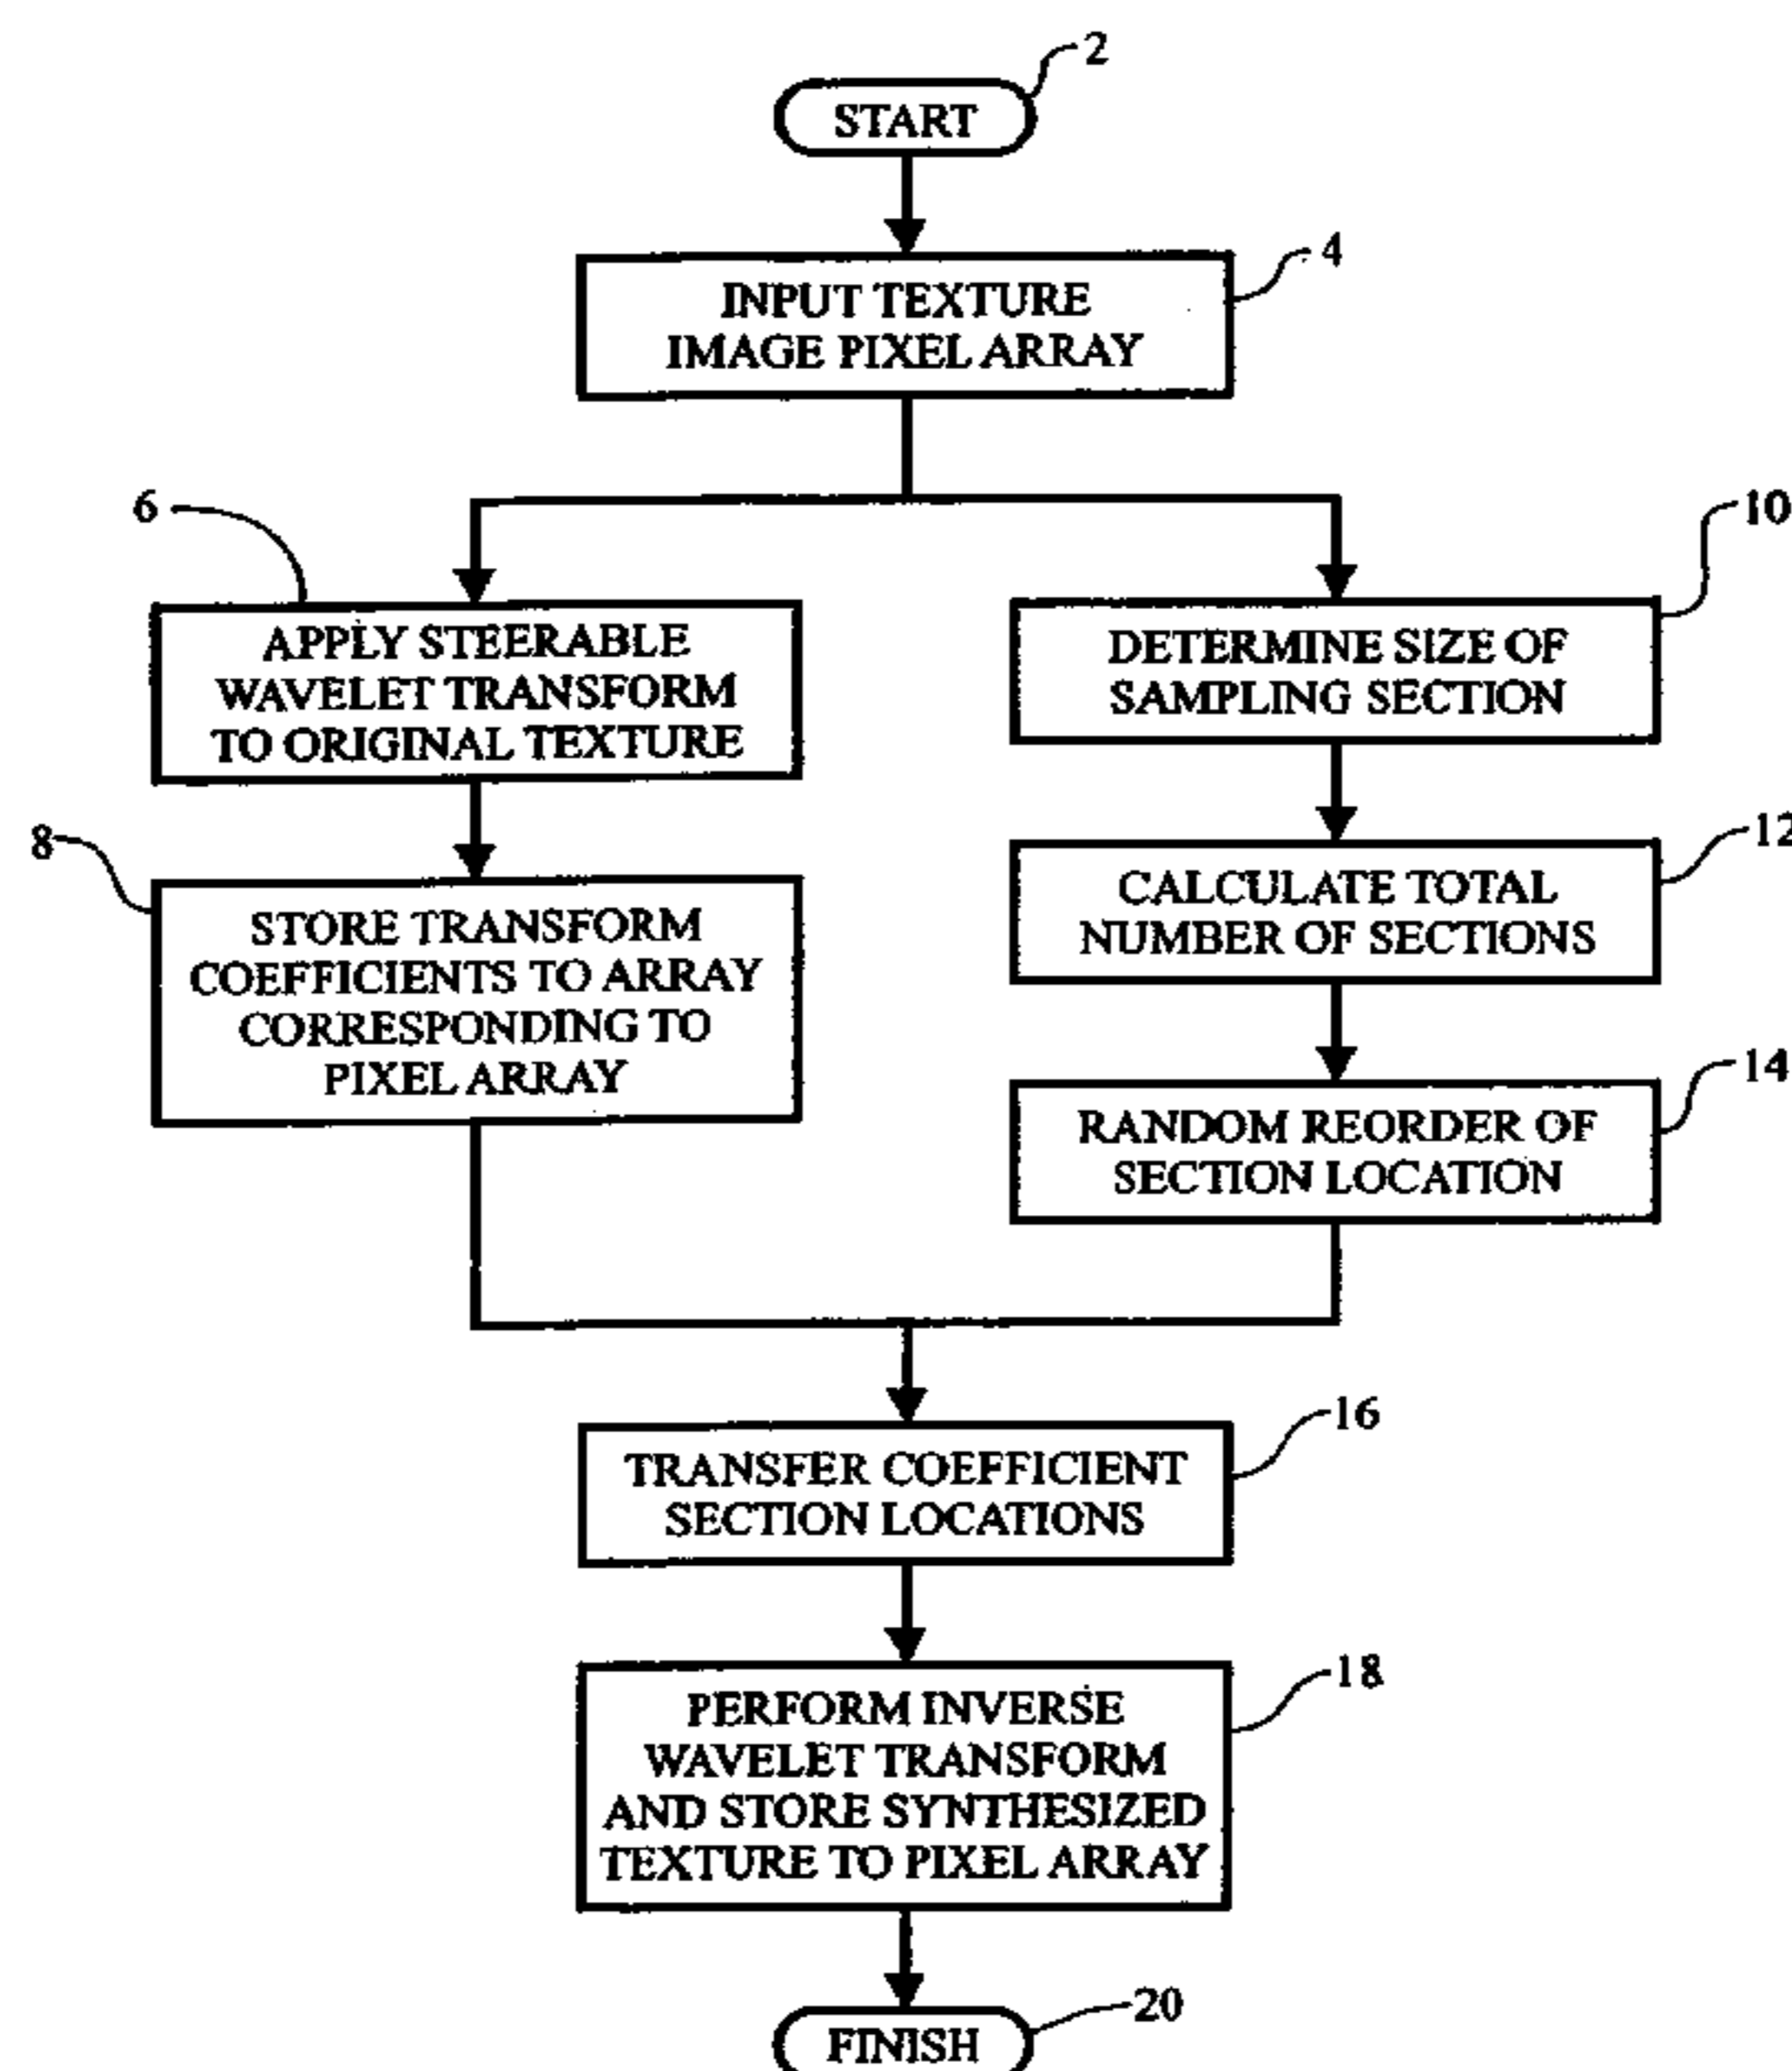 2
START
4
INPUT TEXTURE
IMAGE PIXEL ARRAY
6
APPLY STEERABLE
WAVELET TRANSFORM
TO ORIGINAL TEXTURE
8
STORE TRANSFORM
COEFFICIENTS TO ARRAY
CORRESPONDING TO
PIXEL ARRAY
10
DETERMINE SIZE OF
SAMPLING SECTION
12
CALCULATE TOTAL
NUMBER OF SECTIONS
14
RANDOM REORDER OF
SECTION LOCATION
16
TRANSFER COEFFICIENT
SECTION LOCATIONS
18
PERFORM INVERSE
WAVELET TRANSFORM
AND STORE SYNTHESIZED
TEXTURE TO PIXEL ARRAY
20
FINISH